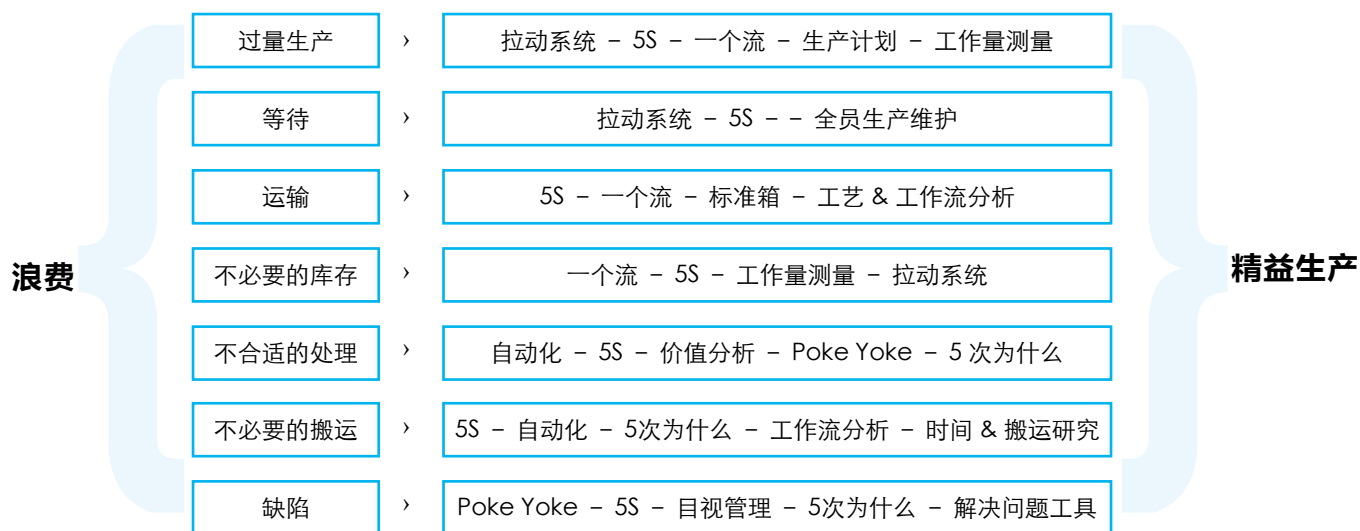 过量生产 › 拉动系统 – 5S – 一个流 – 生产计划 – 工作量测量
等待 › 拉动系统 – 5S – – 全员生产维护
运输 › 5S – 一个流 – 标准箱 – 工艺 & 工作流分析
浪费
不必要的库存 › 一个流 – 5S – 工作量测量 – 拉动系统
精益生产
不合适的处理 › 自动化 – 5S – 价值分析 – Poke Yoke – 5 次为什么
不必要的搬运 › 5S – 自动化 – 5次为什么 – 工作流分析 – 时间 & 搬运研究
缺陷 › Poke Yoke – 5S – 目视管理 – 5次为什么 – 解决问题工具